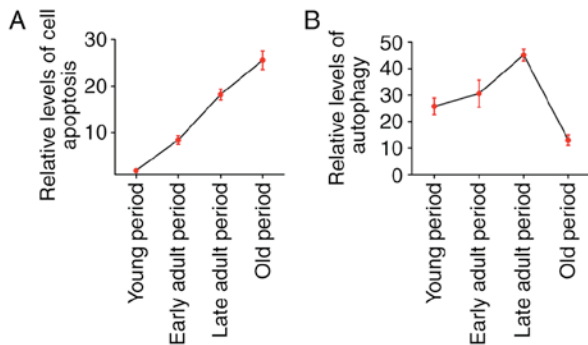 A
Relative levels of cell
apoptosis
30
20
10
Young period
Early adult period
Late adult period
Old period
B
Relative levels of
autophagy
50
40
30
20
10
0
Young period
Early adult period
Late adult period
Old period